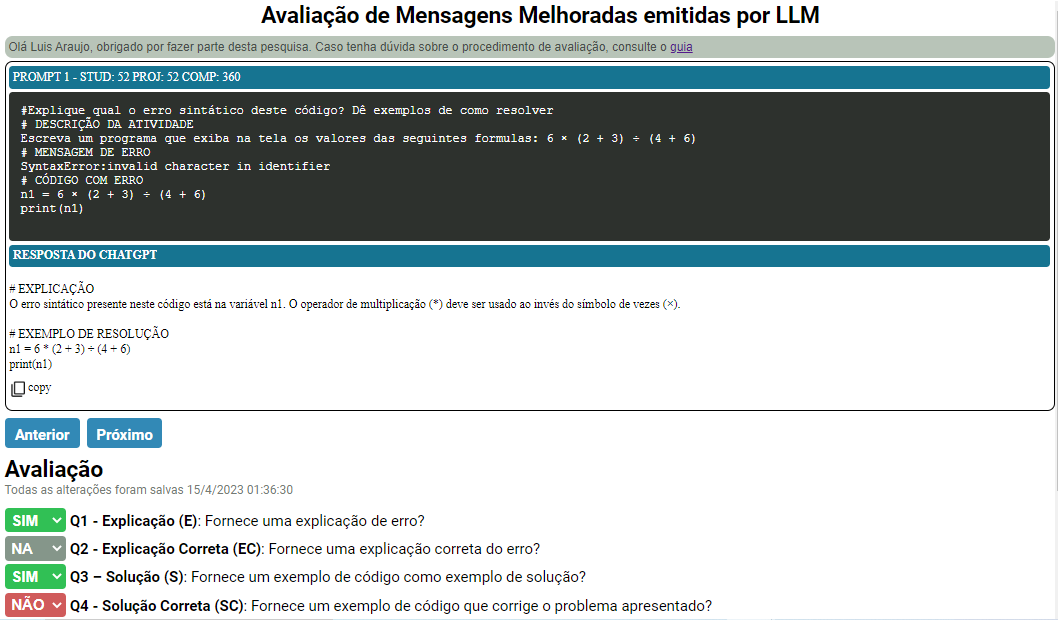 Avaliação de Mensagens Melhoradas emitidas por LLM
Olá Luis Araujo, obrigado por fazer parte desta pesquisa. Caso tenha dúvida sobre o procedimento de avaliação, consulte o guia
PROMPT 1 - STUD: 52 PROJ: 52 COMP: 360
#Explique qual o erro sintático deste código? Dê exemplos de como resolver
# DESCRIÇÃO DA ATIVIDADE
Escreva um programa que exiba na tela os valores das seguintes formulas: 6 × (2 + 3) ÷ (4 + 6)
# MENSAGEM DE ERRO
SyntaxError:invalid character in identifier
# CÓDIGO COM ERRO
n1 = 6 × (2 + 3) ÷ (4 + 6)
print(n1)
RESPOSTA DO CHATGPT
# EXPLICAÇÃO
O erro sintático presente neste código está na variável n1. O operador de multiplicação (*) deve ser usado ao invés do símbolo de vezes (×).
# EXEMPLO DE RESOLUÇÃO
n1 = 6 * (2 + 3) ÷ (4 + 6)
print(n1)
copy
Anterior Próximo
Avaliação
Todas as alterações foram salvas 15/4/2023 01:36:30
SIM Q1 - Explicação (E): Fornece uma explicação de erro?
NA Q2 - Explicação Correta (EC): Fornece uma explicação correta do erro?
SIM Q3 – Solução (S): Fornece um exemplo de código como exemplo de solução?
NÃO Q4 - Solução Correta (SC): Fornece um exemplo de código que corrige o problema apresentado?